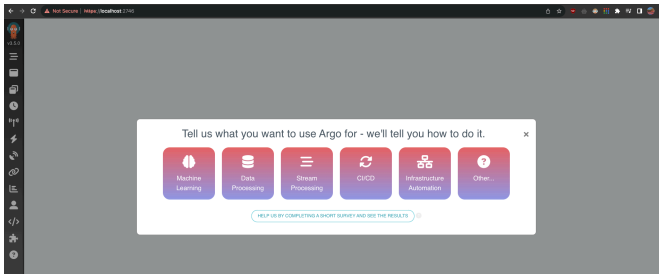 Not Secure | https://localhost:2746
v3.5.0
Tell us what you want to use Argo for - we'll tell you how to do it.
×
Machine
Learning
Data
Processing
Stream
Processing
CI/CD
Infrastructure
Automation
Other...
HELP US BY COMPLETING A SHORT SURVEY AND SEE THE RESULTS